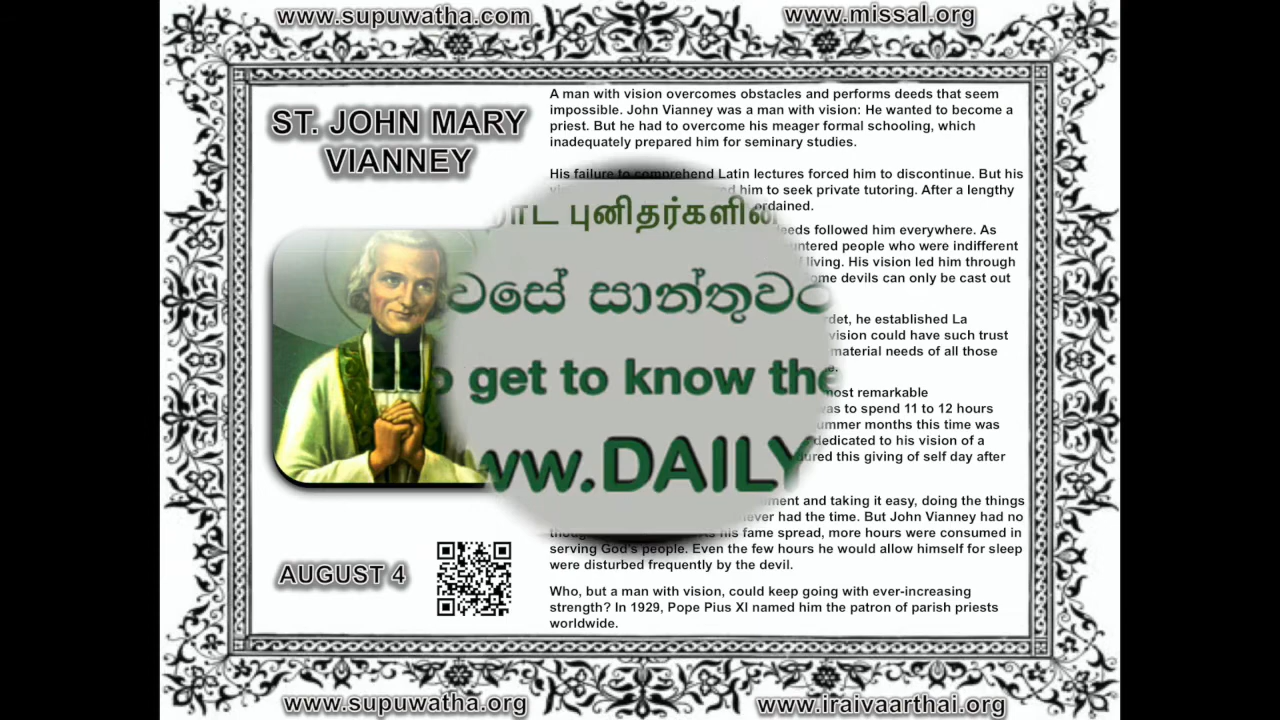 www.supuwatha.com
www.missal.org
ST. JOHN MARY
VIANNEY
A man with vision overcomes obstacles and performs deeds that seem
impossible. John Vianney was a man with vision: He wanted to become a
priest. But he had to overcome his meager formal schooling, which
inadequately prepared him for seminary studies.
His failure to comprehend Latin lectures forced him to discontinue. But his
him to seek private tutoring. After a lengthy
ordained.
deeds followed him everywhere. As
people who were indifferent
living. His vision led him through
devils can only be cast out
he established La
vision could have such trust
material needs of all those
most remarkable
to spend 11 to 12 hours
summer months this time was
dedicated to his vision of a
this giving of self day after
and taking it easy, doing the things
never had the time. But John Vianney had no
his fame spread, more hours were consumed in
serving God's people. Even the few hours he would allow himself for sleep
were disturbed frequently by the devil.
Who, but a man with vision, could keep going with ever-increasing
strength? In 1929, Pope Pius XI named him the patron of parish priests
worldwide.
புனிதர்களின்
වසේ සාන්තුවර
get to know the
ww.DAILY
AUGUST 4
www.supuwatha.org
www.iraivaarthai.org